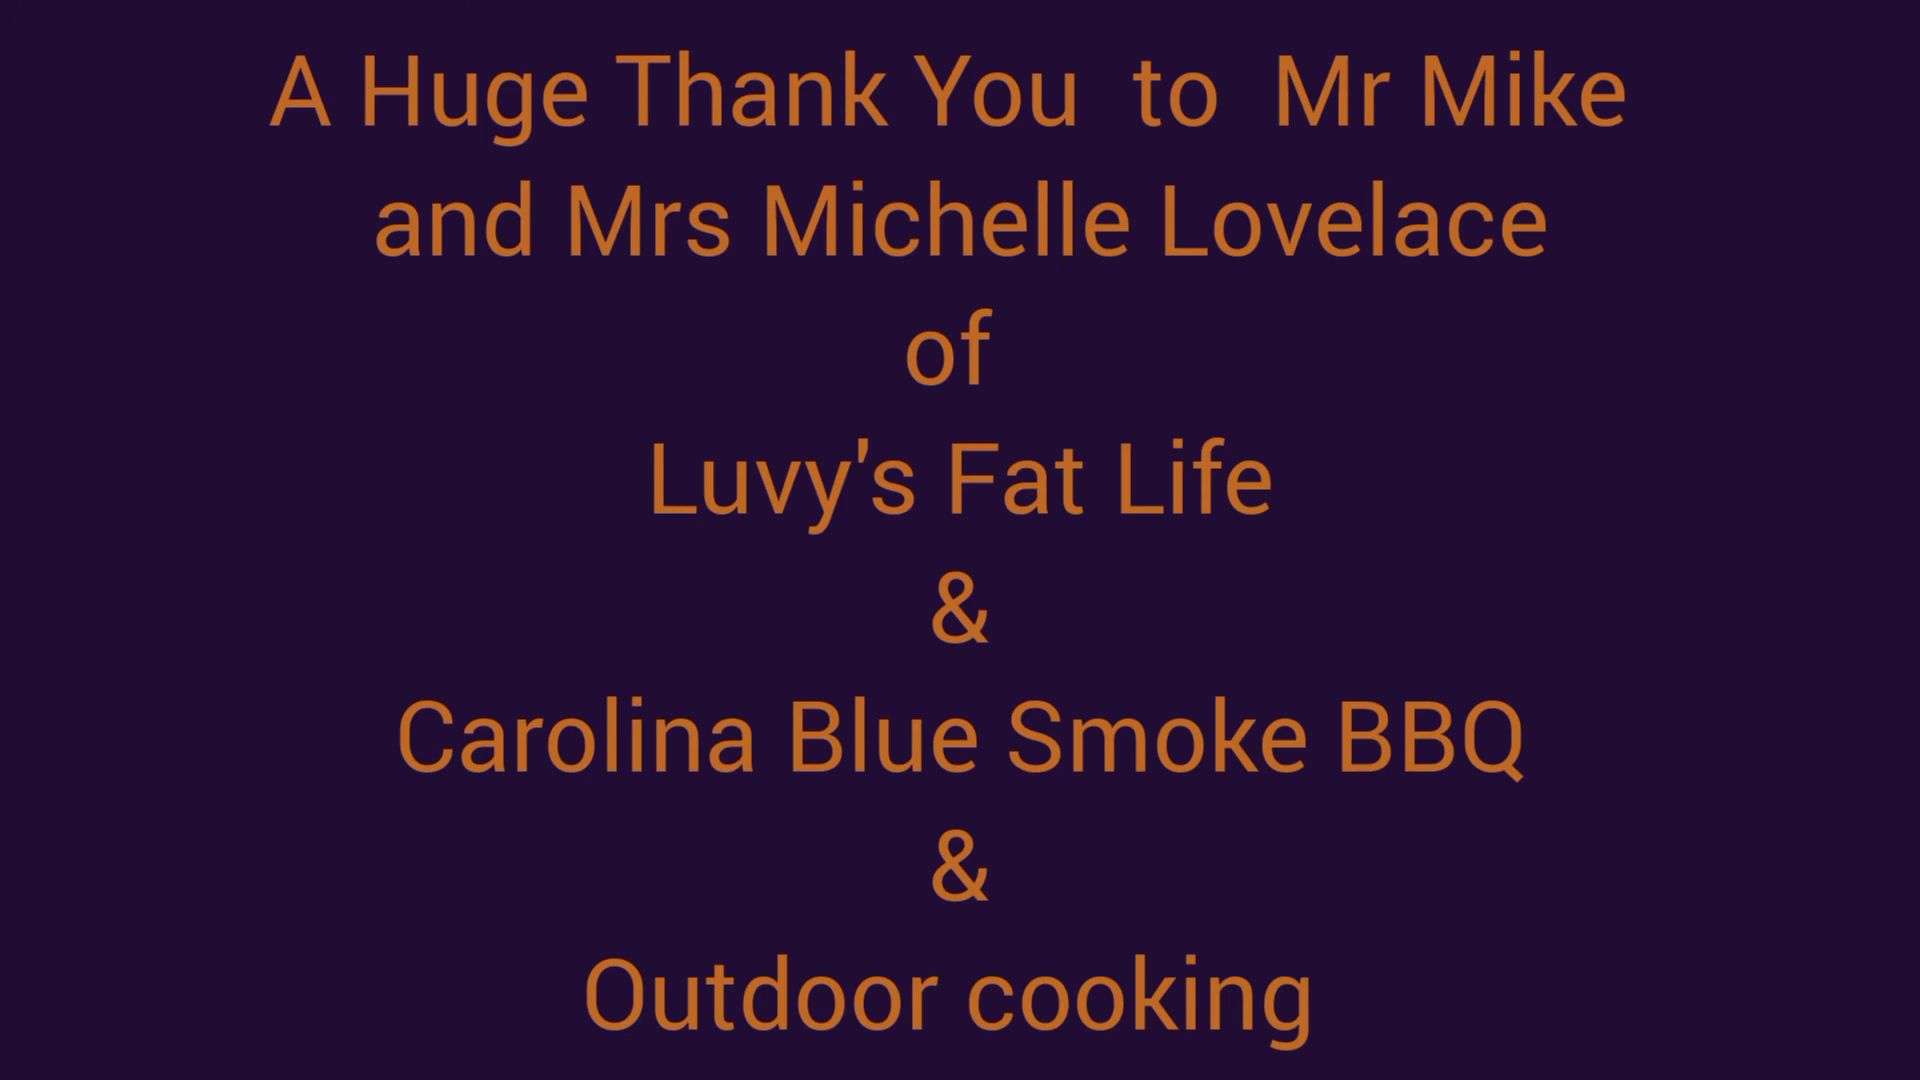 A Huge Thank You  to  Mr Mike
and Mrs Michelle Lovelace
of
Luvy's Fat Life
&
Carolina Blue Smoke BBQ
&
Outdoor cooking